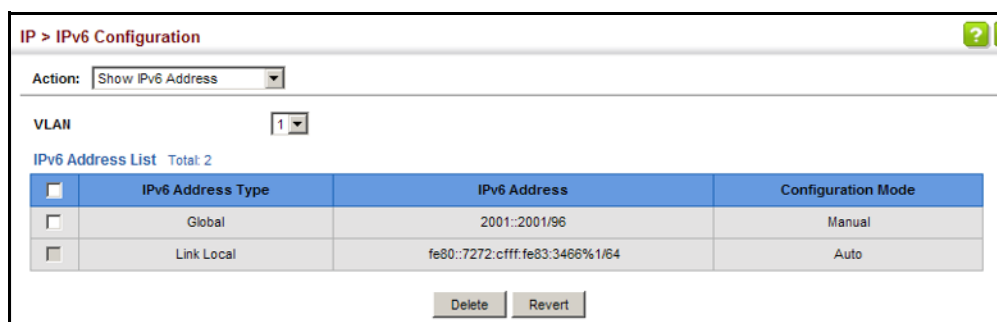 IP > IPv6 Configuration
?
Action: Show IPv6 Address
VLAN 1
IPv6 Address List Total: 2
IPv6 Address Type IPv6 Address Configuration Mode
Global 2001::2001/96 Manual
Link Local fe80::7272:cfff:fe83:3466%1/64 Auto
Delete Revert